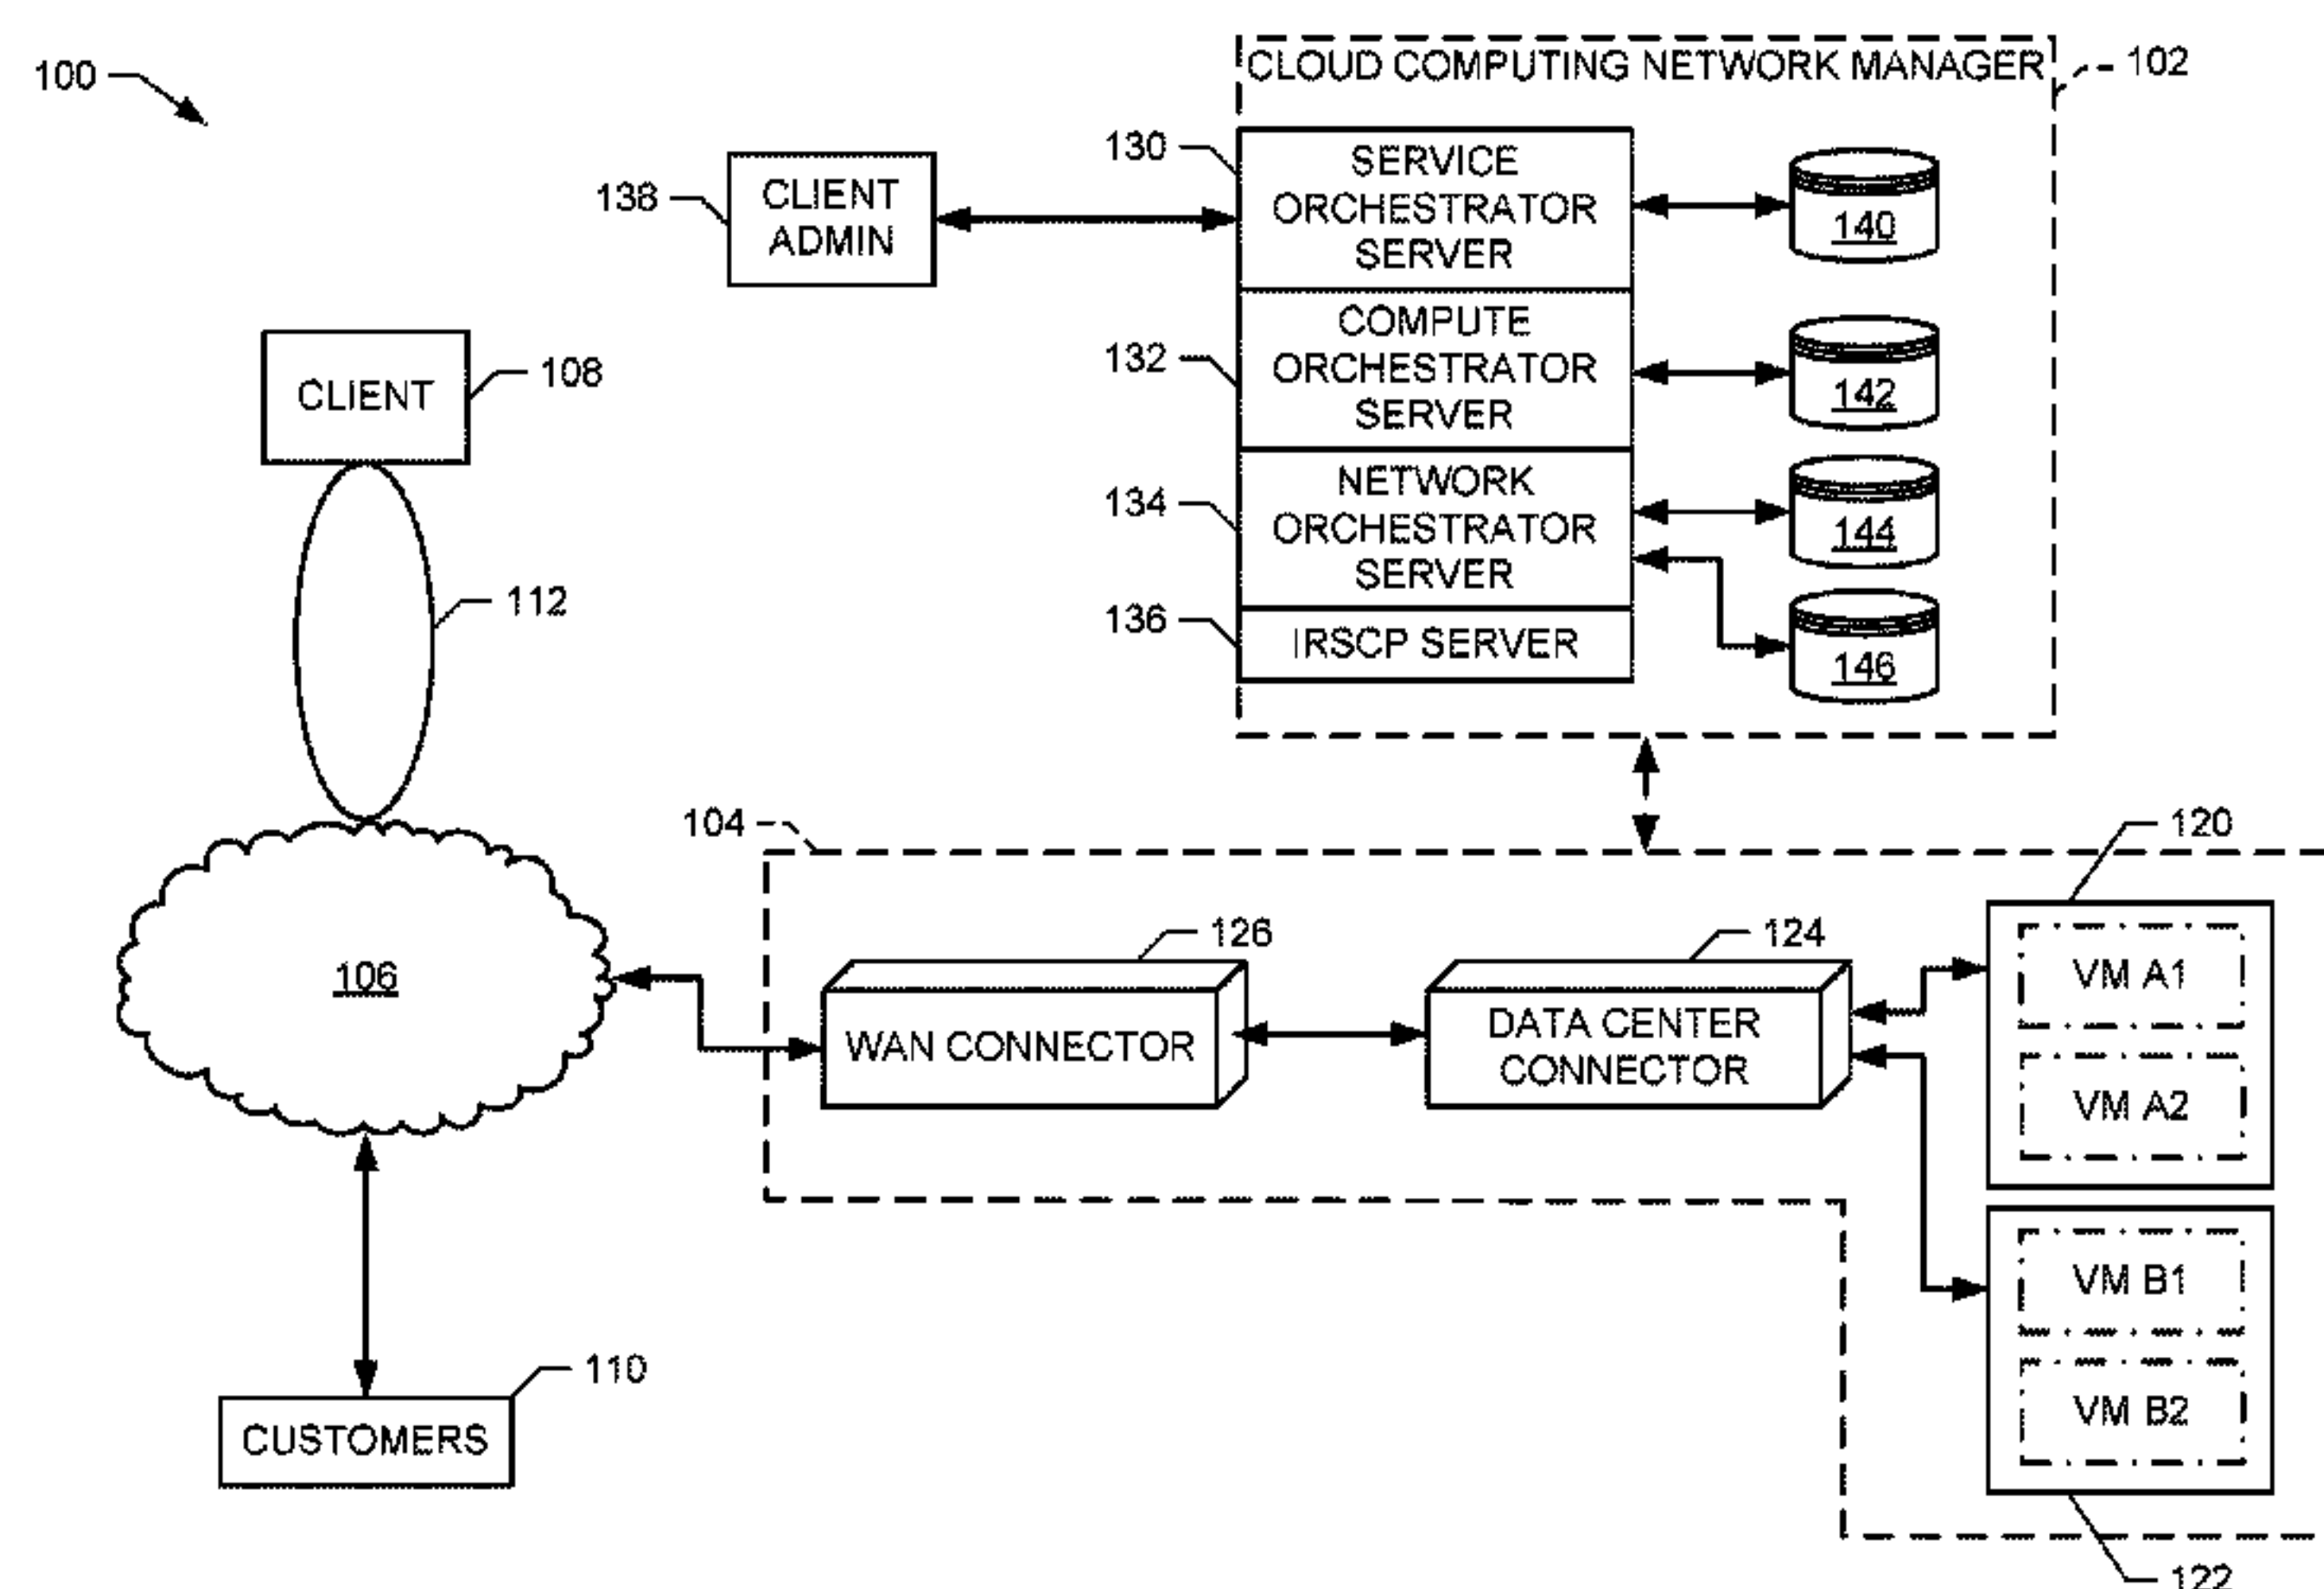 100
CLOUD COMPUTING NETWORK MANAGER
102
130
SERVICE
ORCHESTRATOR
SERVER
140
138
CLIENT
ADMIN
132
COMPUTE
ORCHESTRATOR
SERVER
142
CLIENT
108
134
NETWORK
ORCHESTRATOR
SERVER
144
136
IRSCP SERVER
146
112
104
120
106
126
WAN CONNECTOR
124
DATA CENTER
CONNECTOR
VM A1
VM A2
VM B1
VM B2
110
CUSTOMERS
122